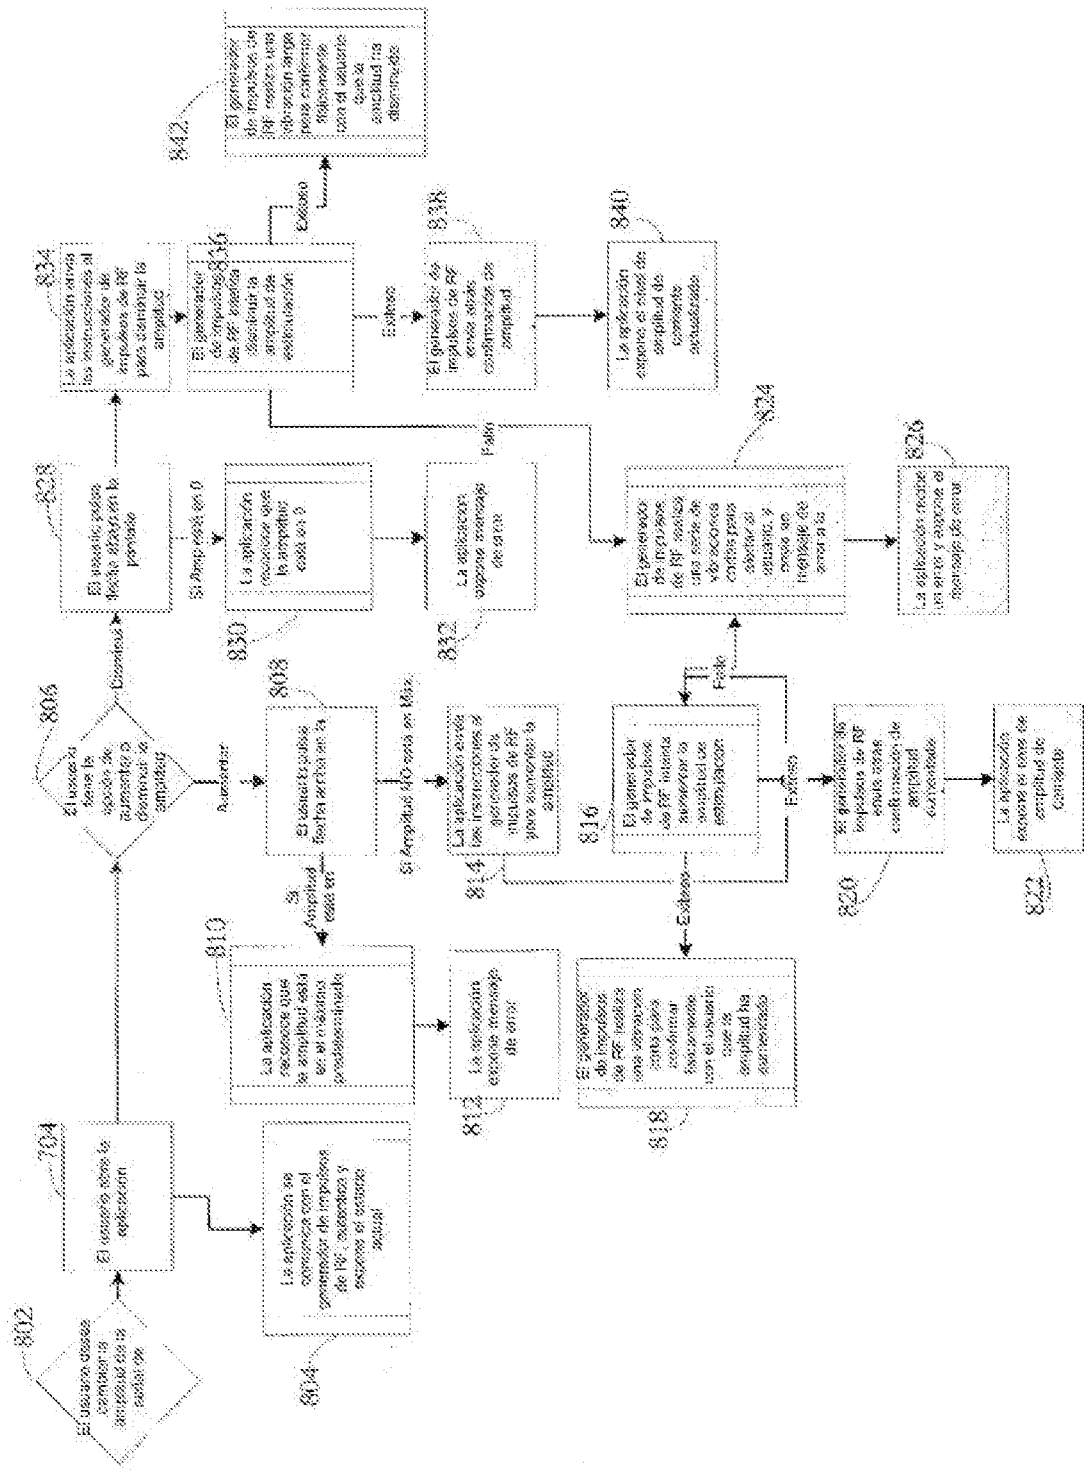 802
El usuario desea
cambiar la
amplitud de la
señal de
704
El usuario abre la
aplicación
804
La aplicación se
comunica con el
generador de impulsos
de RF, autentica y
expone el estado
actual
806
El usuario
tiene la
opción de
aumentar o
disminuir la
amplitud
Aumentar
Disminuir
808
El usuario pulsa
flecha arriba en la
Si
Amplitud
está en
810
La aplicación
reconoce que
la amplitud está
en el máximo
predeterminado
812
La aplicación
expone mensaje
de error
Si Amplitud NO está en Máx.
814
La aplicación envía
las instrucciones al
generador de
impulsos de RF
para aumentar la
amplitud
816
El generador
de impulsos
de RF intenta
aumentar la
amplitud de
estimulación
Exitoso
818
El generador
de impulsos
de RF realiza
una vibración
corta para
confirmar
físicamente
con el usuario
que la
amplitud ha
aumentado
Exitoso
820
El generador de
impulsos de RF
envía atrás
confirmación de
amplitud
aumentada
822
La aplicación
expone el nivel de
amplitud de
corriente
Fallo
824
El generador
de impulsos
de RF realiza
una serie de
vibraciones
cortas para
alertar al
usuario, y
pasa un
mensaje de
error a la
826
La aplicación recibe
un error y expone el
mensaje de error
828
El usuario pulsa
flecha abajo en la
pantalla
Si Amp está en 0
830
La aplicación
reconoce que
la amplitud
está en 0
832
La aplicación
expone mensaje
de error
834
La aplicación envía
las instrucciones al
generador de
impulsos de RF
para disminuir la
amplitud
836
El generador
de impulsos
de RF intenta
disminuir la
amplitud de
estimulación
Fallo
Exitoso
838
El generador de
impulsos de RF
envía atrás
confirmación de
amplitud
840
La aplicación
expone el nivel de
amplitud de
corriente
actualizado
Exitoso
842
El generador
de impulsos de
RF realiza una
vibración larga
para confirmar
físicamente
con el usuario
que la
amplitud ha
disminuido